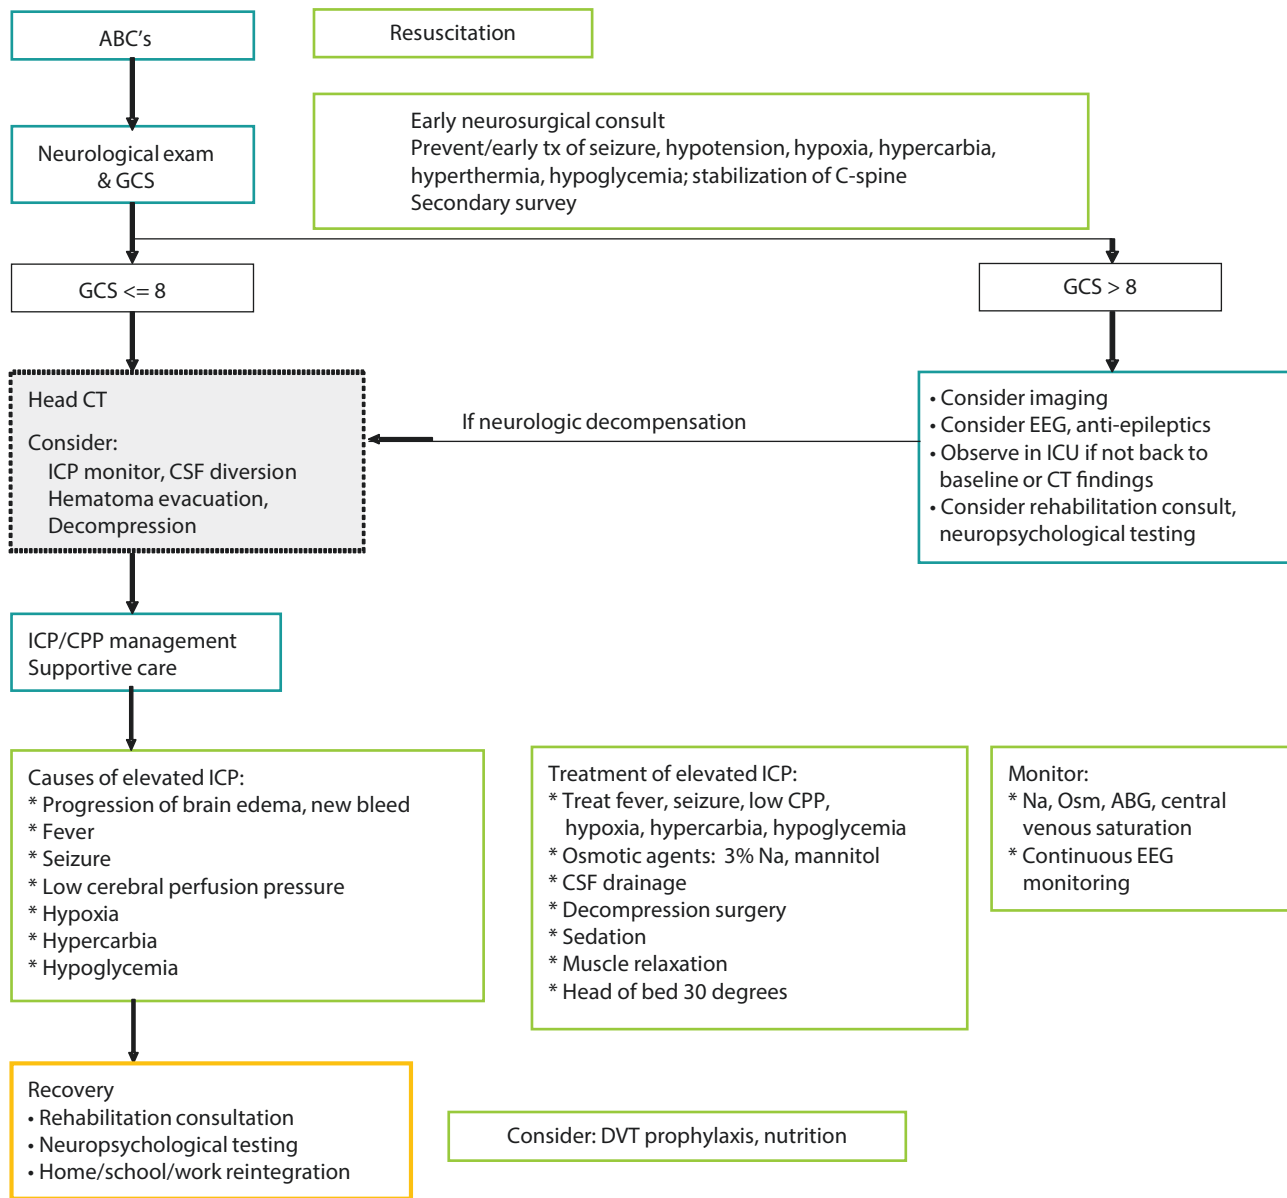 ABC's
Resuscitation
Early neurosurgical consult
Prevent/early tx of seizure, hypotension, hypoxia, hypercarbia,
hyperthermia, hypoglycemia; stabilization of C-spine
Secondary survey
Neurological exam
& GCS
GCS <= 8
GCS > 8
Head CT
Consider:
ICP monitor, CSF diversion
Hematoma evacuation,
Decompression
If neurologic decompensation
• Consider imaging
• Consider EEG, anti-epileptics
• Observe in ICU if not back to
baseline or CT findings
• Consider rehabilitation consult,
neuropsychological testing
ICP/CPP management
Supportive care
Causes of elevated ICP:
* Progression of brain edema, new bleed
* Fever
* Seizure
* Low cerebral perfusion pressure
* Hypoxia
* Hypercarbia
* Hypoglycemia
Treatment of elevated ICP:
* Treat fever, seizure, low CPP,
hypoxia, hypercarbia, hypoglycemia
* Osmotic agents: 3% Na, mannitol
* CSF drainage
* Decompression surgery
* Sedation
* Muscle relaxation
* Head of bed 30 degrees
Monitor:
* Na, Osm, ABG, central
venous saturation
* Continuous EEG
monitoring
Recovery
• Rehabilitation consultation
• Neuropsychological testing
• Home/school/work reintegration
Consider: DVT prophylaxis, nutrition